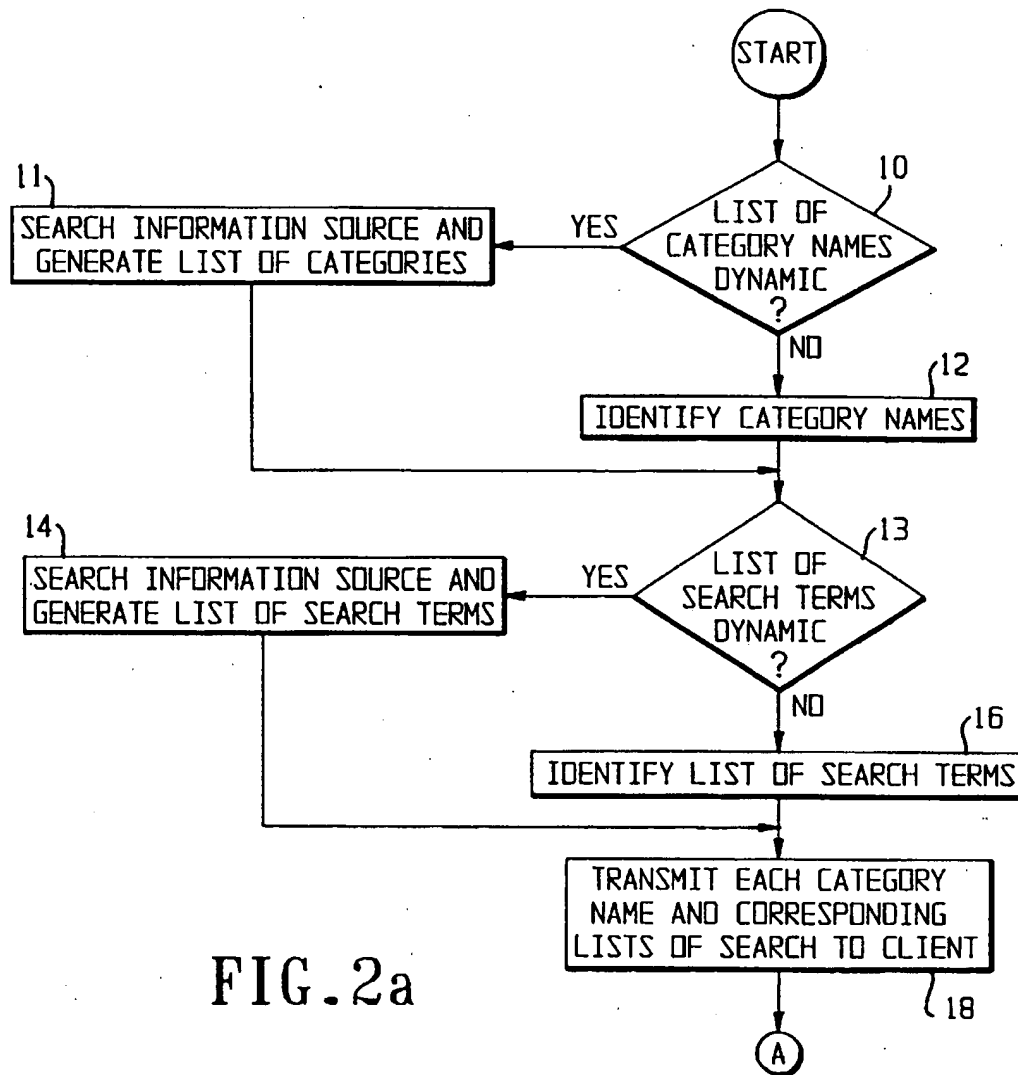 START
10
LIST OF
CATEGORY NAMES
DYNAMIC
?
YES
NO
11
SEARCH INFORMATION SOURCE AND
GENERATE LIST OF CATEGORIES
12
IDENTIFY CATEGORY NAMES
13
LIST OF
SEARCH TERMS
DYNAMIC
?
YES
NO
14
SEARCH INFORMATION SOURCE AND
GENERATE LIST OF SEARCH TERMS
16
IDENTIFY LIST OF SEARCH TERMS
TRANSMIT EACH CATEGORY
NAME AND CORRESPONDING
LISTS OF SEARCH TO CLIENT
18
A
FIG.2a